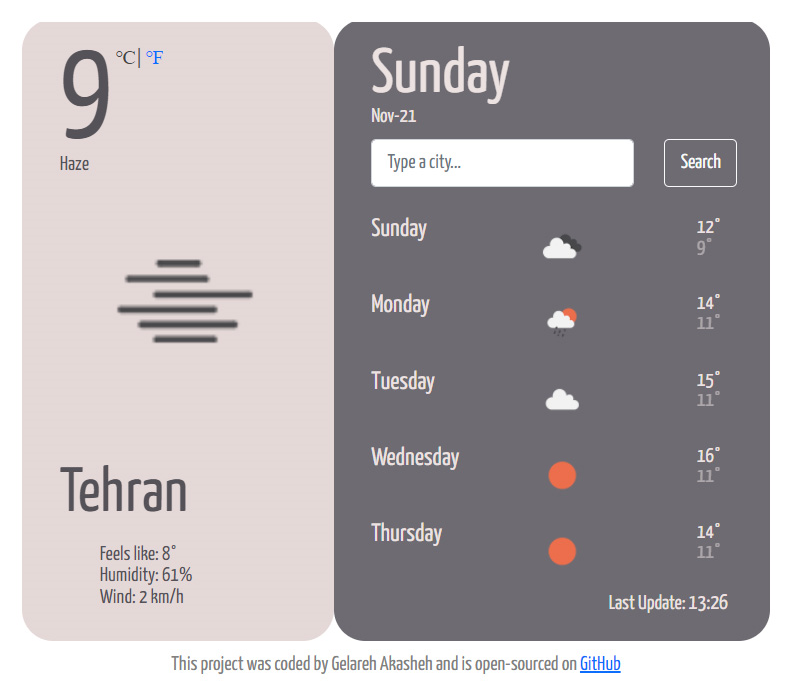 9 °C| °F
Haze
Tehran
Feels like: 8°
Humidity: 61%
Wind: 2 km/h
Sunday
Nov-21
Type a city...
Search
Sunday
12°
9°
Monday
14°
11°
Tuesday
15°
11°
Wednesday
16°
11°
Thursday
14°
11°
Last Update: 13:26
This project was coded by Gelareh Akasheh and is open-sourced on GitHub